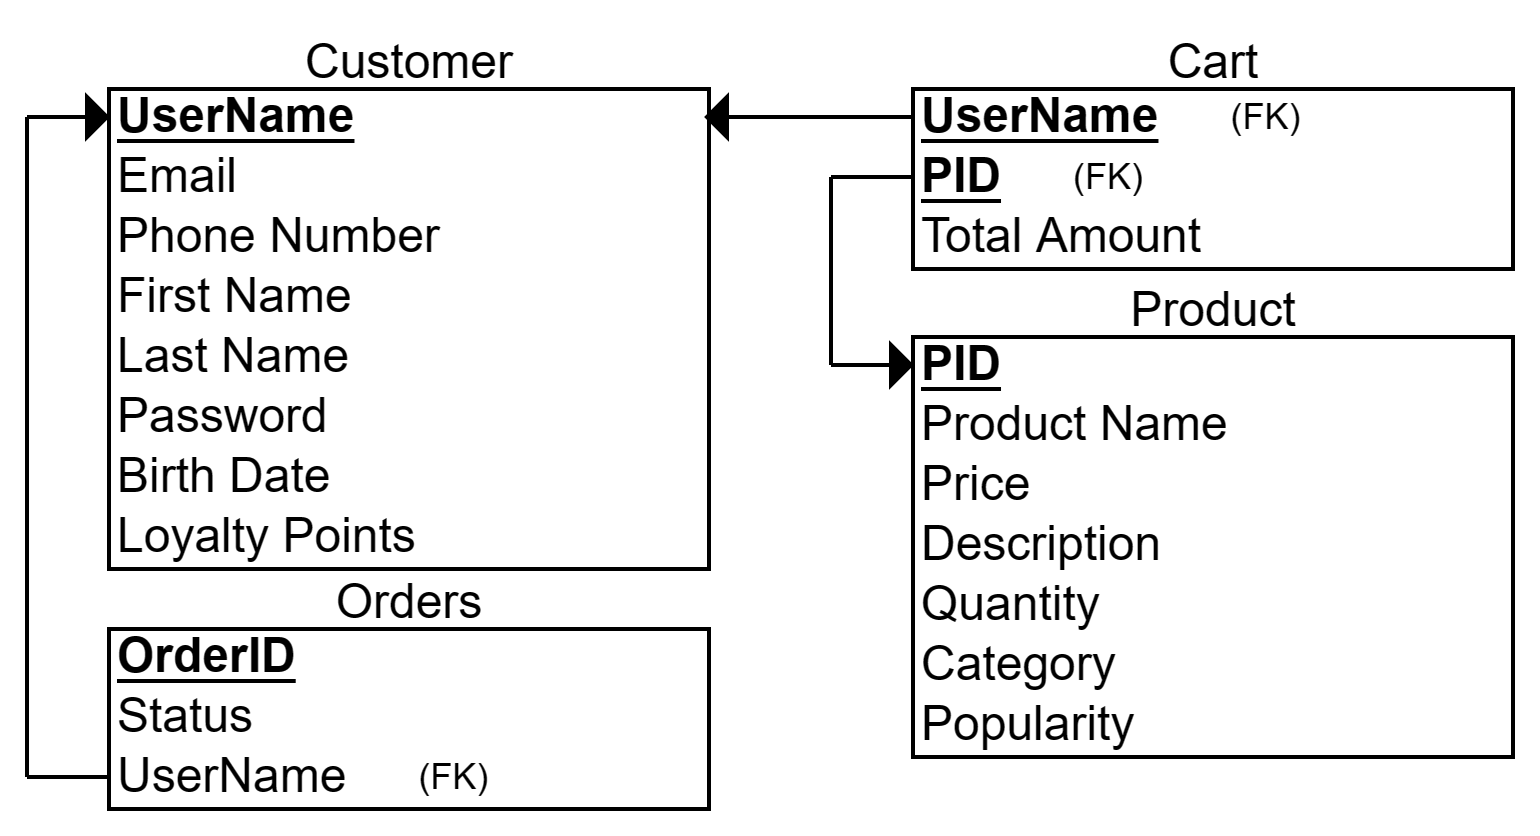 Customer
UserName
Email
Phone Number
First Name
Last Name
Password
Birth Date
Loyalty Points
Orders
OrderID
Status
UserName (FK)
Cart
UserName (FK)
PID (FK)
Total Amount
Product
PID
Product Name
Price
Description
Quantity
Category
Popularity